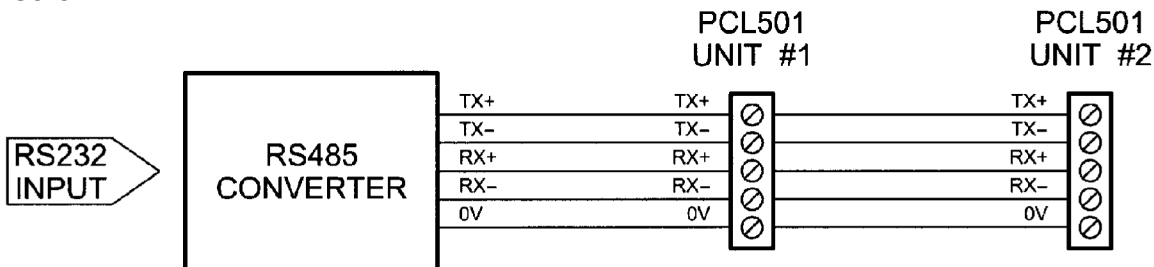 PCL501
UNIT #1
PCL501
UNIT #2
RS232
INPUT
RS485
CONVERTER
TX+ TX+ TX+
TX– TX– TX–
RX+ RX+ RX+
RX– RX– RX–
0V 0V 0V